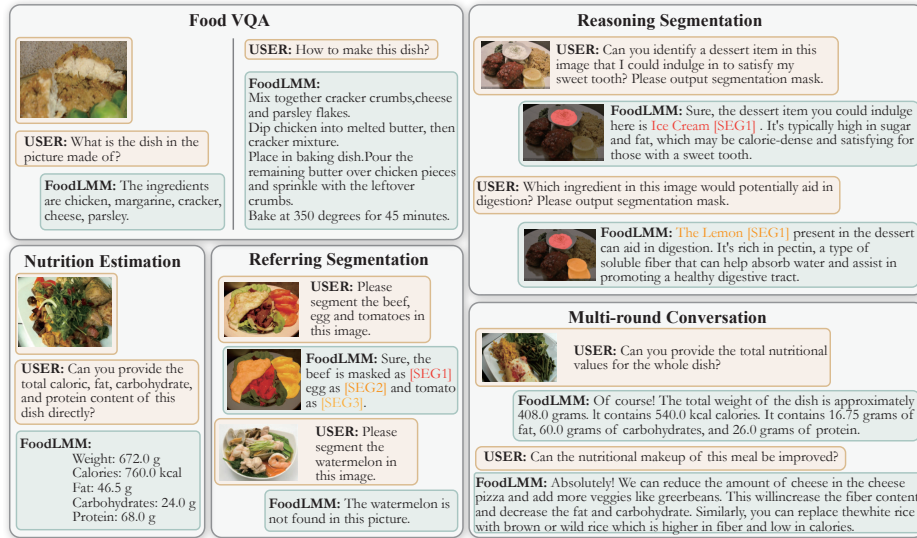 Food VQA
USER: What is the dish in the
picture made of?
FoodLMM: The ingredients
are chicken, margarine, cracker,
cheese, parsley.
USER: How to make this dish?
FoodLMM:
Mix together cracker crumbs,cheese
and parsley flakes.
Dip chicken into melted butter, then
cracker mixture.
Place in baking dish.Pour the
remaining butter over chicken pieces
and sprinkle with the leftover
crumbs.
Bake at 350 degrees for 45 minutes.
Reasoning Segmentation
USER: Can you identify a dessert item in this
image that I could indulge in to satisfy my
sweet tooth? Please output segmentation mask.
FoodLMM: Sure, the dessert item you could indulge
here is Ice Cream [SEG1] . It's typically high in sugar
and fat, which may be calorie-dense and satisfying for
those with a sweet tooth.
USER: Which ingredient in this image would potentially aid in
digestion? Please output segmentation mask.
FoodLMM: The Lemon [SEG1] present in the dessert
can aid in digestion. It's rich in pectin, a type of
soluble fiber that can help absorb water and assist in
promoting a healthy digestive tract.
Nutrition Estimation
USER: Can you provide the
total caloric, fat, carbohydrate,
and protein content of this
dish directly?
FoodLMM:
Weight: 672.0 g
Calories: 760.0 kcal
Fat: 46.5 g
Carbohydrates: 24.0 g
Protein: 68.0 g
Referring Segmentation
USER: Please
segment the beef,
egg and tomatoes in
this image.
FoodLMM: Sure, the
beef is masked as [SEG1]
egg as [SEG2] and tomato
as [SEG3].
USER: Please
segment the
watermelon in
this image.
FoodLMM: The watermelon is
not found in this picture.
Multi-round Conversation
USER: Can you provide the total nutritional
values for the whole dish?
FoodLMM: Of course! The total weight of the dish is approximately
408.0 grams. lt contains 540.0 kcal calories. It contains 16.75 grams of
fat, 60.0 grams of carbohydrates, and 26.0 grams of protein.
USER: Can the nutritional makeup of this meal be improved?
FoodLMM: Absolutely! We can reduce the amount of cheese in the cheese
pizza and add more veggies like greerbeans. This willincrease the fiber content
and decrease the fat and carbohydrate. Similarly, you can replace thewhite rice
with brown or wild rice which is higher in fiber and low in calories.